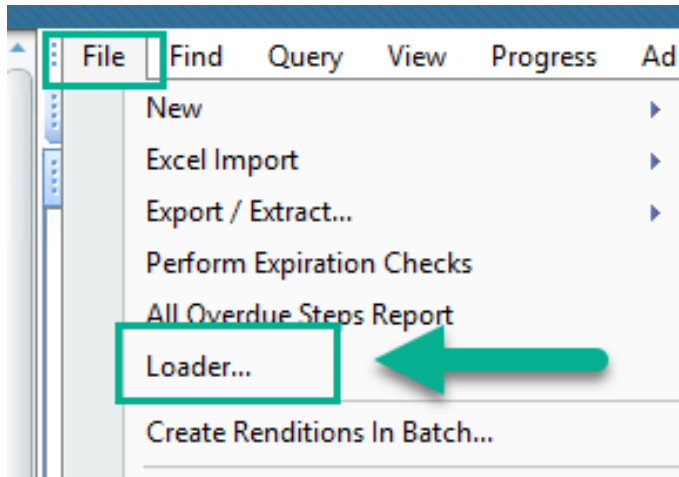 File Find Query View Progress Ad
New
Excel Import
Export / Extract...
Perform Expiration Checks
All Overdue Steps Report
Loader...
Create Renditions In Batch...